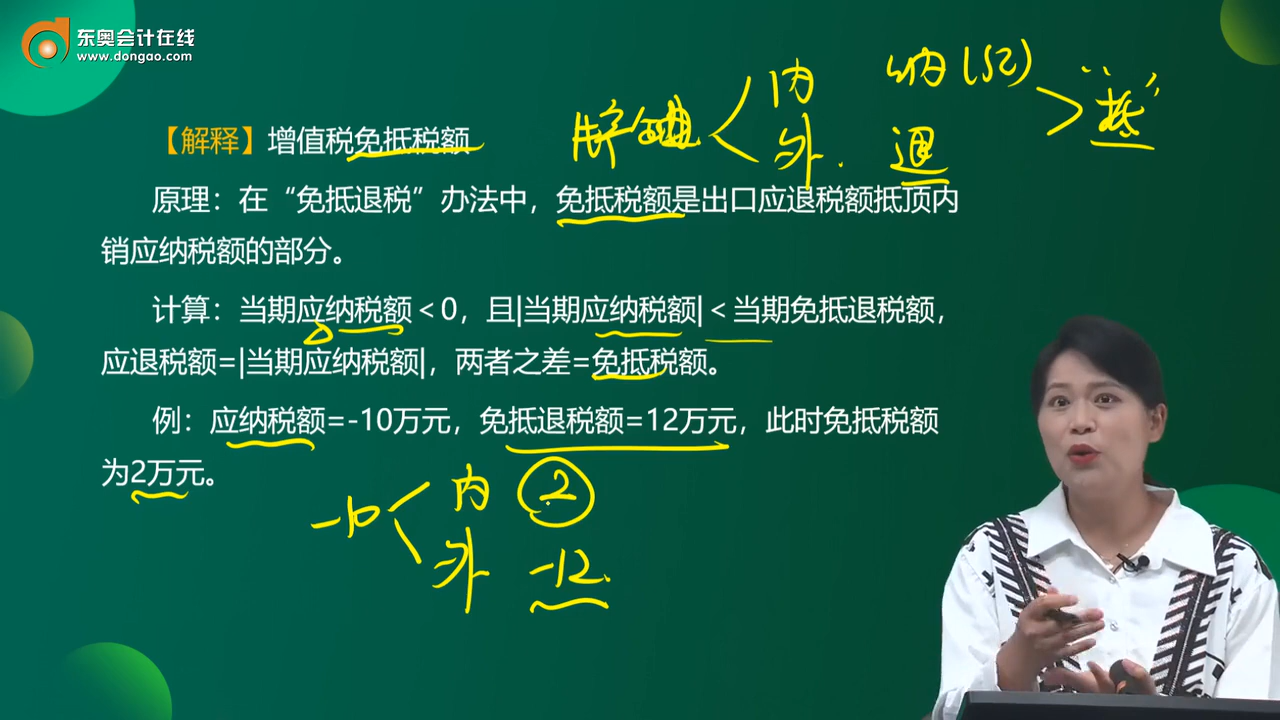 东奥会计在线
www.dongao.com
内 纳
外 退 “抵”
【解释】增值税免抵税额
原理：在“免抵退税”办法中，免抵税额是出口应退税额抵顶内
销应纳税额的部分。
计算：当期应纳税额＜0，且|当期应纳税额|＜当期免抵退税额，
应退税额=|当期应纳税额|，两者之差=免抵税额。
例：应纳税额=-10万元，免抵退税额=12万元，此时免抵税额
为2万元。
-10 内 2
外 -12